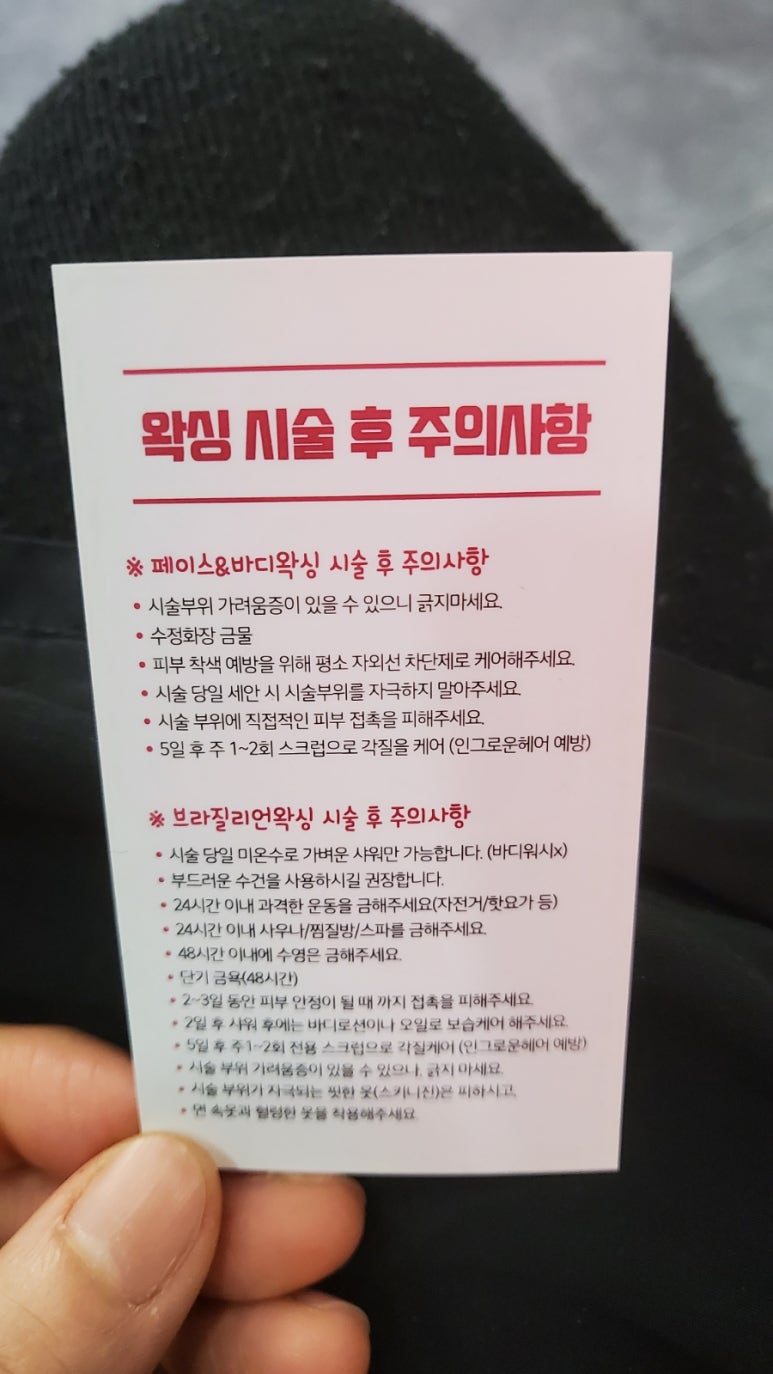 왁싱 시술 후 주의사항
※ 페이스&바디왁싱 시술 후 주의사항
• 시술부위 가려움증이 있을 수 있으니 긁지마세요.
• 수정화장 금물
• 피부 착색 예방을 위해 평소 자외선 차단제로 케어해주세요.
• 시술 당일 세안 시 시술부위를 자극하지 말아주세요.
• 시술 부위에 직접적인 피부 접촉을 피해주세요.
• 5일 후 주 1~2회 스크럽으로 각질을 케어 (인그로운헤어 예방)
※ 브라질리언왁싱 시술 후 주의사항
• 시술 당일 미온수로 가벼운 샤워만 가능합니다. (바디워시x)
• 부드러운 수건을 사용하시길 권장합니다.
• 24시간 이내 과격한 운동을 금해주세요(자전거/핫요가 등)
• 24시간 이내 사우나/찜질방/스파를 금해주세요.
• 48시간 이내에 수영은 금해주세요.
• 단기 금욕(48시간)
• 2~3일 동안 피부 안정이 될 때 까지 접촉을 피해주세요.
• 2일 후 샤워 후에는 바디로션이나 오일로 보습케어 해주세요.
• 5일 후 주1~2회 전용 스크럽으로 각질케어 (인그로운헤어 예방)
• 시술 부위 가려움증이 있을 수 있으나, 긁지 마세요.
• 시술 부위가 자극되는 핏한 옷(스키니진)은 피하시고,
• 면 속옷과 헐렁한 옷을 착용해주세요.